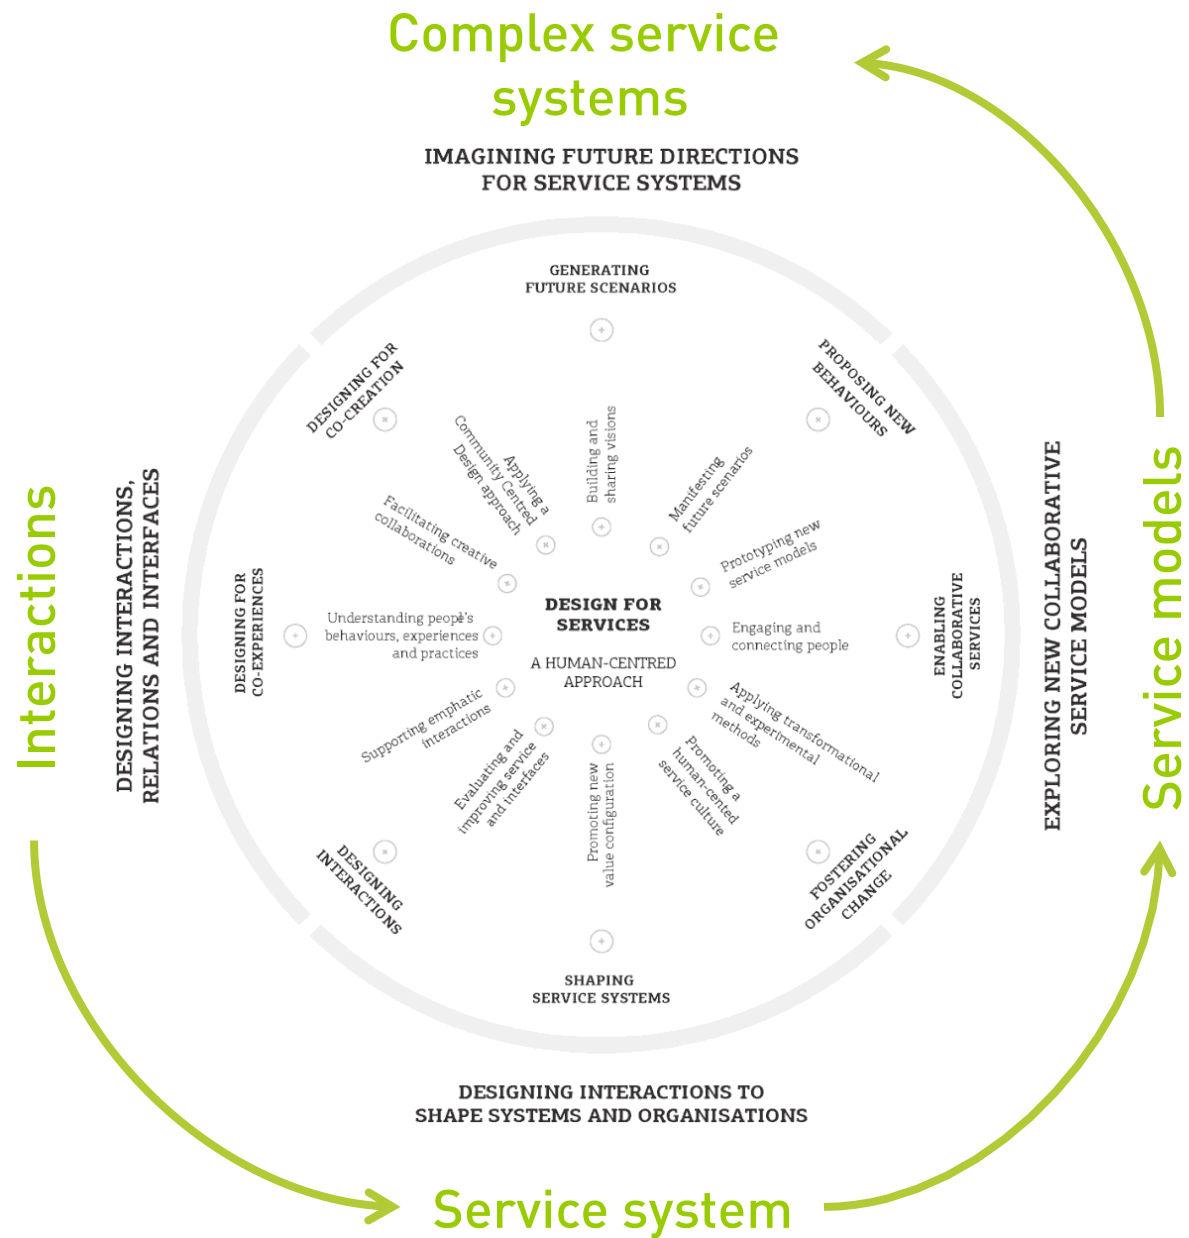 Complex service
systems
IMAGINING FUTURE DIRECTIONS
FOR SERVICE SYSTEMS
GENERATING
FUTURE SCENARIOS
PROPOSING NEW
BEHAVIOURS
DESIGNING FOR
CO-CREATION
Applying a
Community Centred
Design approach
Building and
sharing visions
Manifesting
future scenarios
Facilitating creative
collaborations
Prototyping new
service models
Interactions
DESIGNING INTERACTIONS,
RELATIONS AND INTERFACES
DESIGNING FOR
CO-EXPERIENCES
Understanding people's
behaviours, experiences
and practices
DESIGN FOR
SERVICES
A HUMAN-CENTRED
APPROACH
Engaging and
connecting people
ENABLING
COLLABORATIVE
SERVICES
EXPLORING NEW COLLABORATIVE
SERVICE MODELS
Service models
Supporting emphatic
interactions
Applying transformational
and experimental
methods
Evaluating and
improving service
and interfaces
Promoting new
value configuration
Promoting a
human-cented
service culture
DESIGNING
INTERACTIONS
FOSTERING
ORGANISATIONAL
CHANGE
SHAPING
SERVICE SYSTEMS
DESIGNING INTERACTIONS TO
SHAPE SYSTEMS AND ORGANISATIONS
Service system